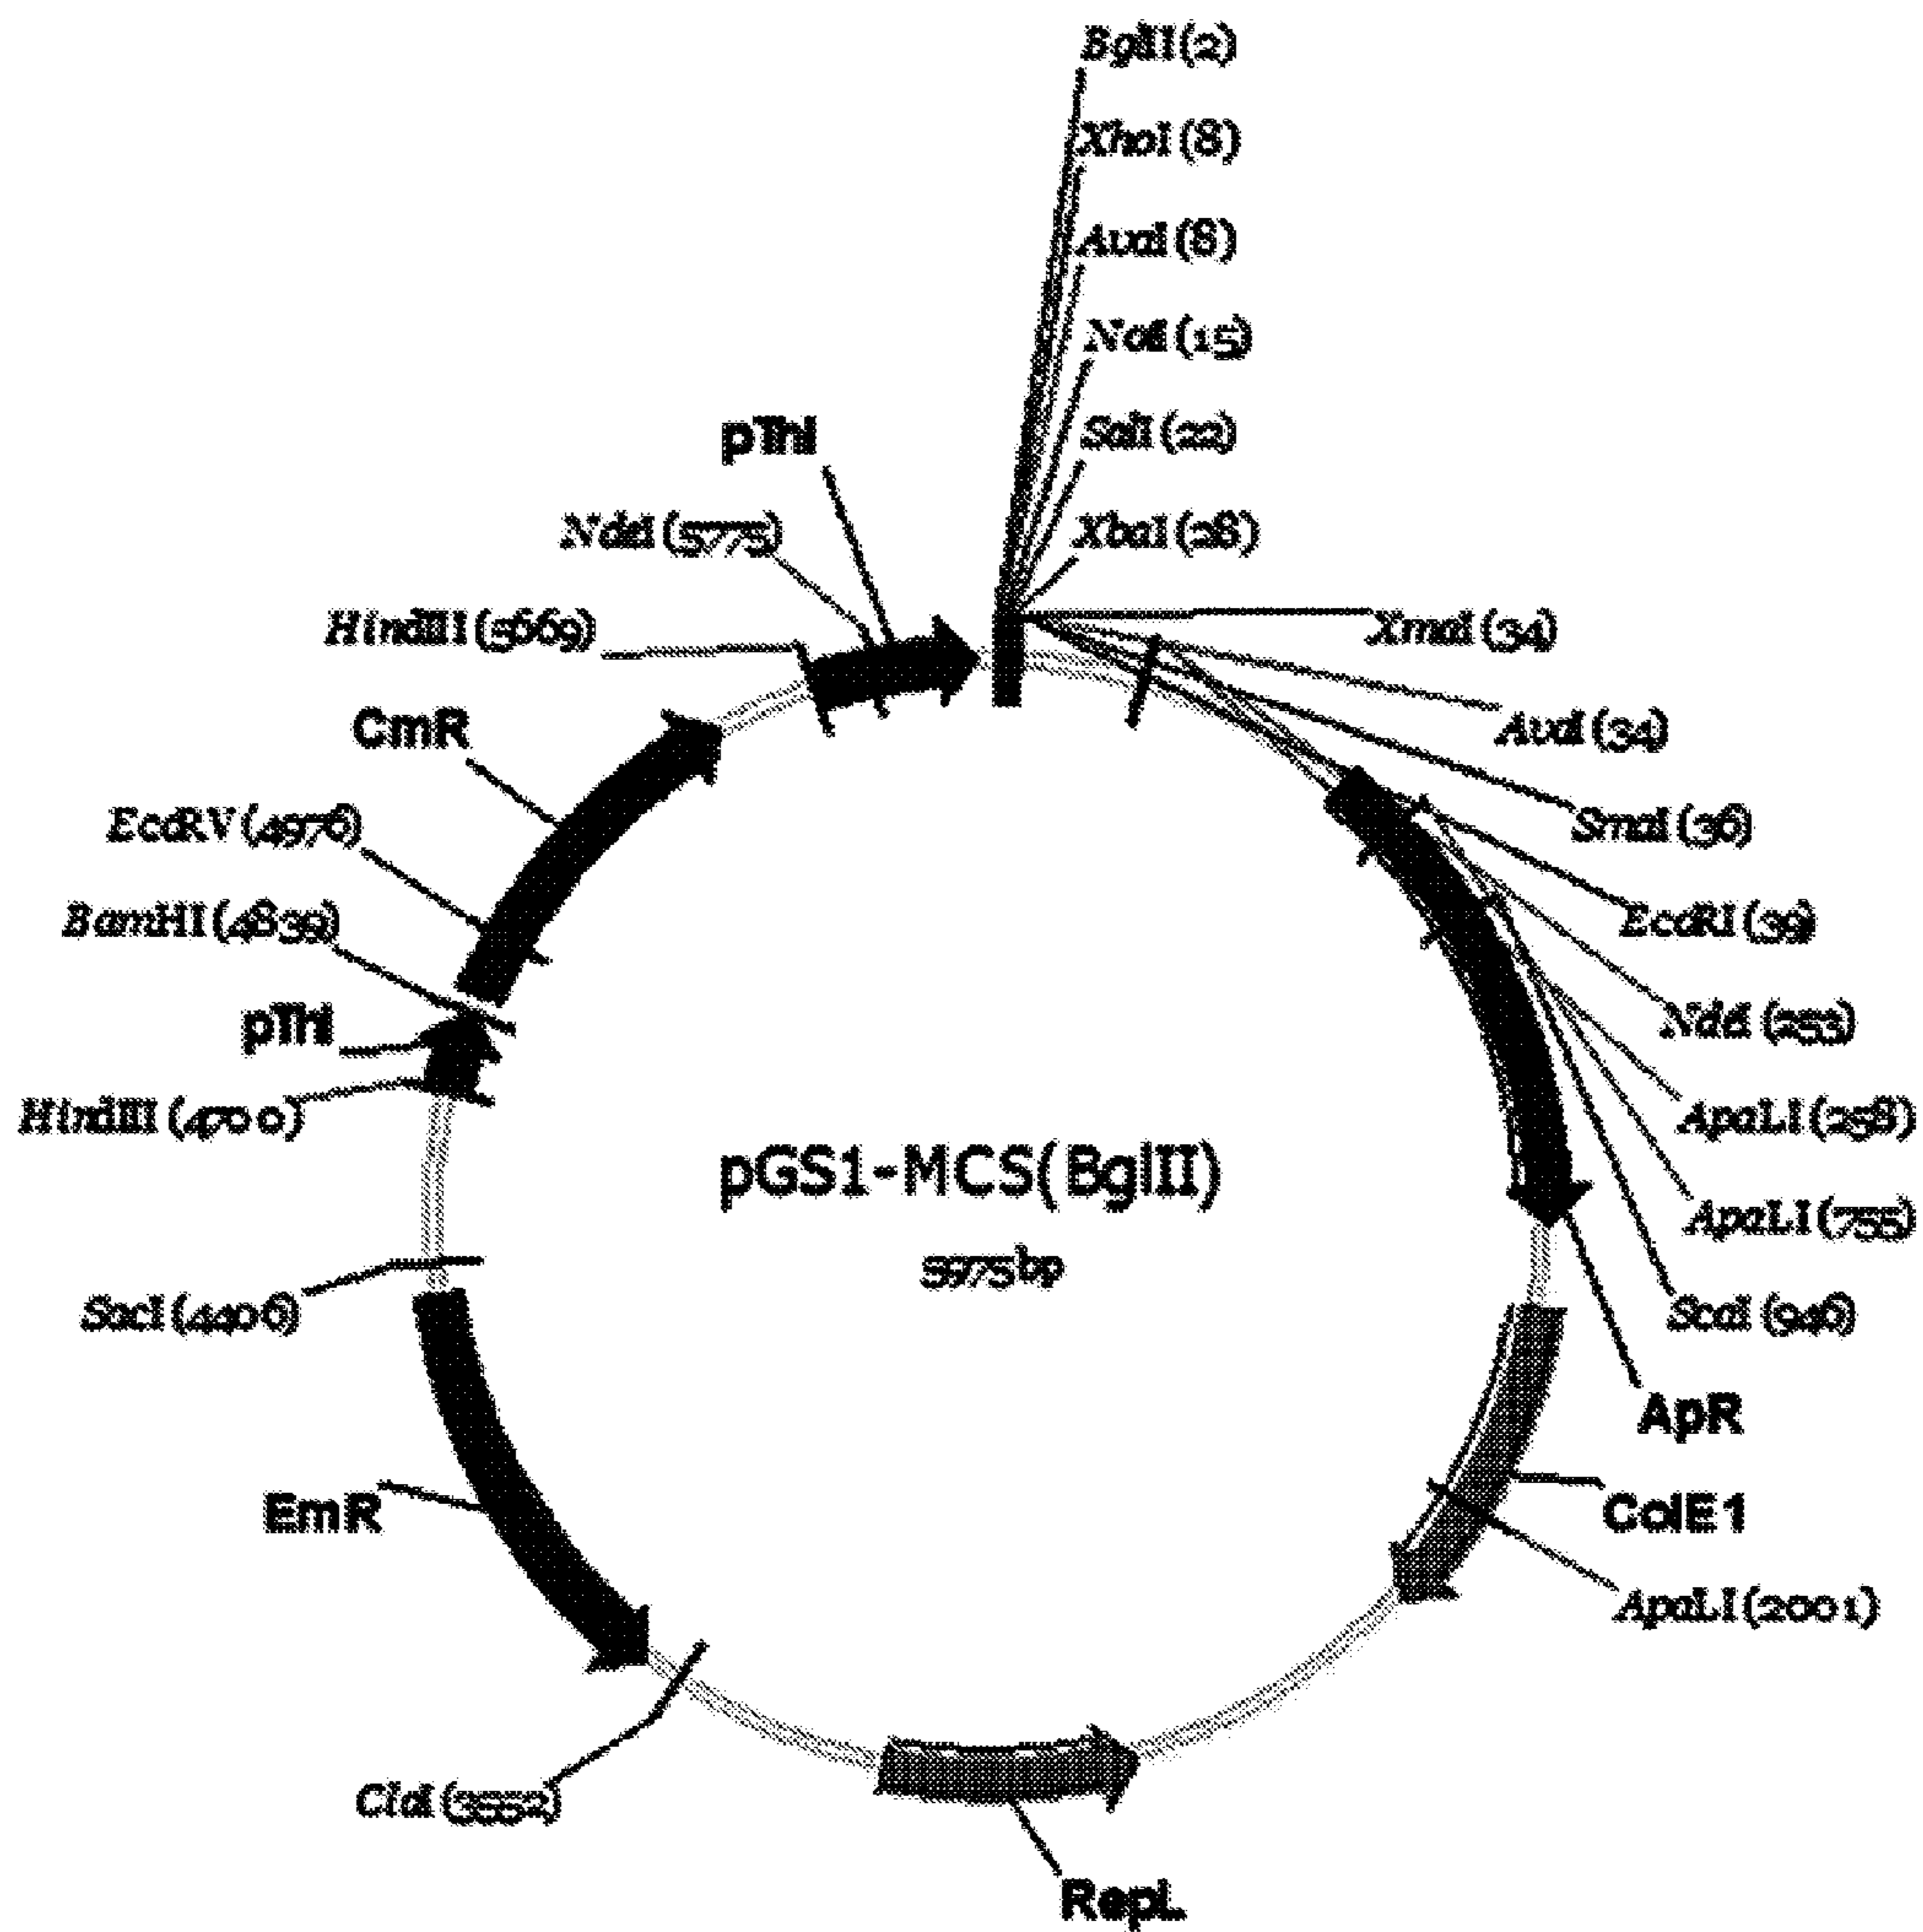 BglII (2)
XhoI (8)
AvaI (8)
NotI (15)
SalI (22)
XbaI (28)
pThl
NdeI (5775)
HindIII (5669)
XmaI (34)
CmR
AvaI (34)
EcoRV (4976)
SmaI (36)
BamHI (4839)
EcoRI (39)
pThl
NdeI (253)
HindIII (4700)
ApaLI (258)
pGS1-MCS(BglII)
5975 bp
ApaLI (755)
SacI (4406)
ScaI (946)
ApR
EmR
ColE1
ApaLI (2001)
ClaI (3552)
RepL